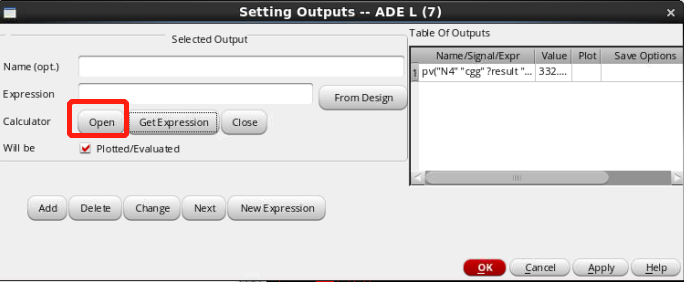 Setting Outputs -- ADE L (7)
Selected Output
Name (opt.)
Expression
From Design
Calculator Open Get Expression Close
Will be Plotted/Evaluated
Add Delete Change Next New Expression
Table Of Outputs
Name/Signal/Expr Value Plot Save Options
1 pv("N4" "cgg" ?result "... 332....
OK Cancel Apply Help